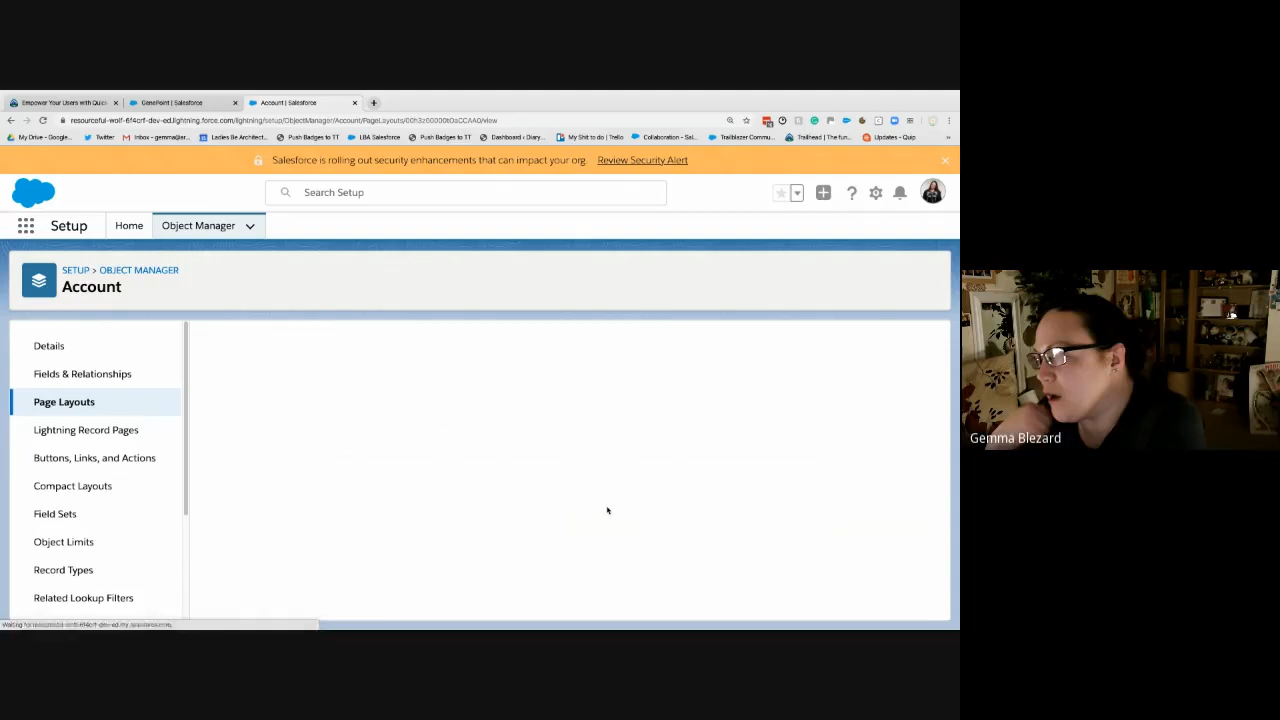 Empower Your Users with Quick
GenePoint | Salesforce
Account | Salesforce
resourceful-wolf-6f4crf-dev-ed.lightning.force.com/lightning/setup/ObjectManager/Account/PageLayouts/00h3z00000tOaCCAA0/view
My Drive - Google...
Twitter
Inbox - gemma@er...
Ladies Be Architect...
Push Badges to TT
LBA Salesforce
Push Badges to TT
Dashboard ‹ Diary...
My Shit to do | Trello
Collaboration - Sal...
Trailblazer Commu...
Trailhead | The fun...
Updates - Quip
Salesforce is rolling out security enhancements that can impact your org. Review Security Alert
Search Setup
Setup
Home
Object Manager
SETUP > OBJECT MANAGER
Account
Details
Fields & Relationships
Page Layouts
Lightning Record Pages
Buttons, Links, and Actions
Compact Layouts
Field Sets
Object Limits
Record Types
Related Lookup Filters
Gemma Blezard